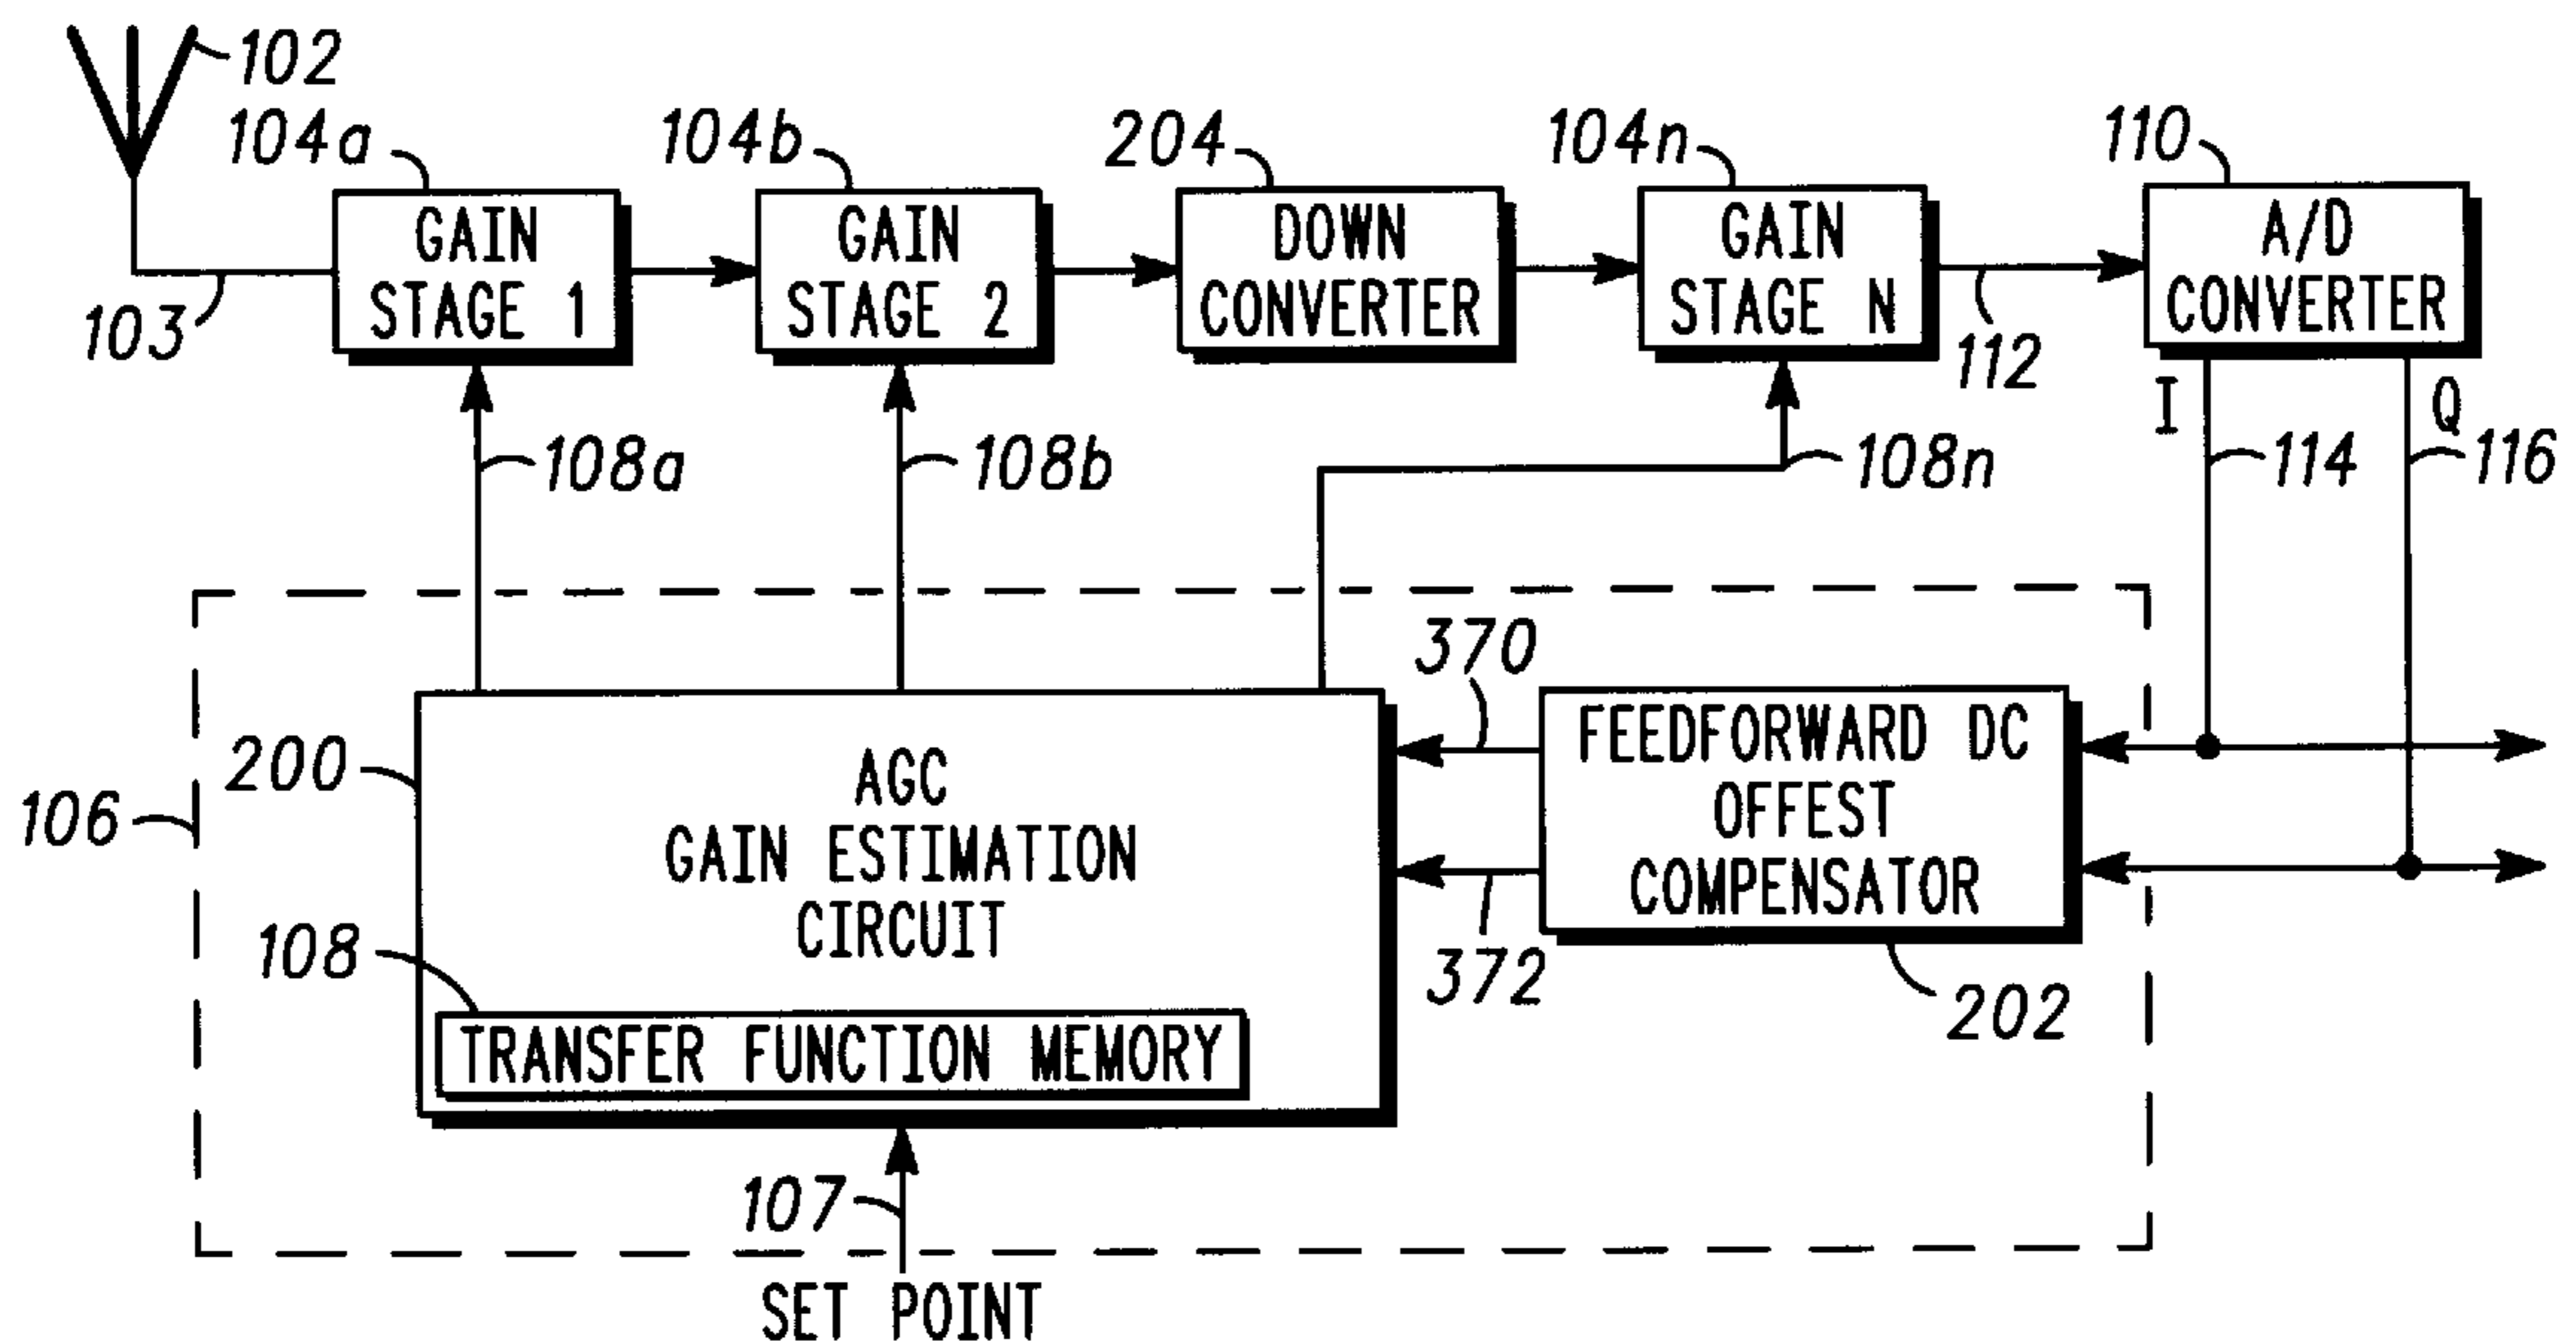 102
104a
104b
204
104n
110
GAIN
STAGE 1
GAIN
STAGE 2
DOWN
CONVERTER
GAIN
STAGE N
A/D
CONVERTER
103
112
I
Q
108a
108b
108n
114
116
370
200
106
AGC
GAIN ESTIMATION
CIRCUIT
FEEDFORWARD DC
OFFEST
COMPENSATOR
108
372
202
TRANSFER FUNCTION MEMORY
107
SET POINT